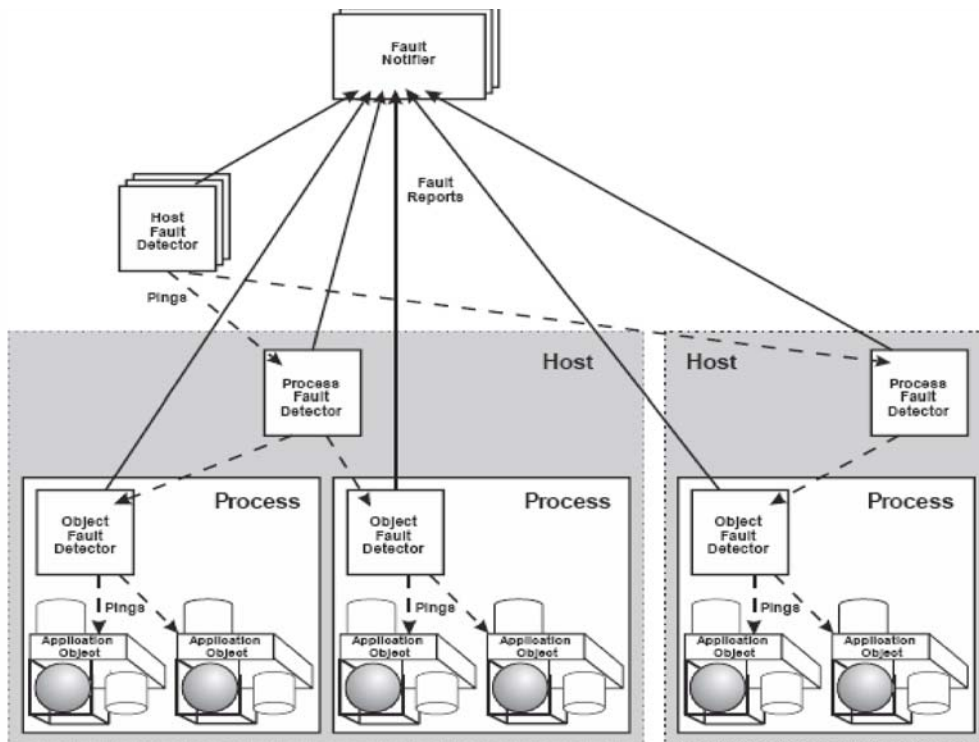 Fault
Notifier
Fault
Reports
Host
Fault
Detector
Pings
Host
Host
Process
Fault
Detector
Process
Fault
Detector
Process
Process
Process
Object
Fault
Detector
Object
Fault
Detector
Object
Fault
Detector
Pings
Pings
Pings
Application
Object
Application
Object
Application
Object
Application
Object
Application
Object
Application
Object